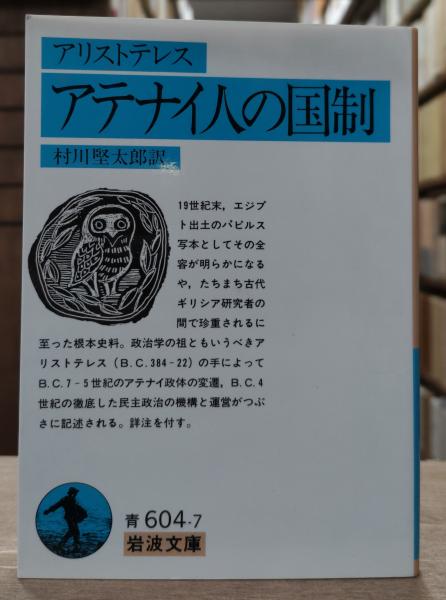 アリストテレス
アテナイ人の国制
村川堅太郎訳
19世紀末，エジプ
ト出土のパピルス
写本としてその全
容が明らかになる
や，たちまち古代
ギリシア研究者の
間で珍重されるに
至った根本史料。政治学の祖ともいうべきア
リストテレス（B.C.384-22）の手によって
B.C.7-5世紀のアテナイ政体の変遷，B.C.4
世紀の徹底した民主政治の機構と運営がつぶ
さに記述される。詳注を付す。
青 604-7
岩波文庫